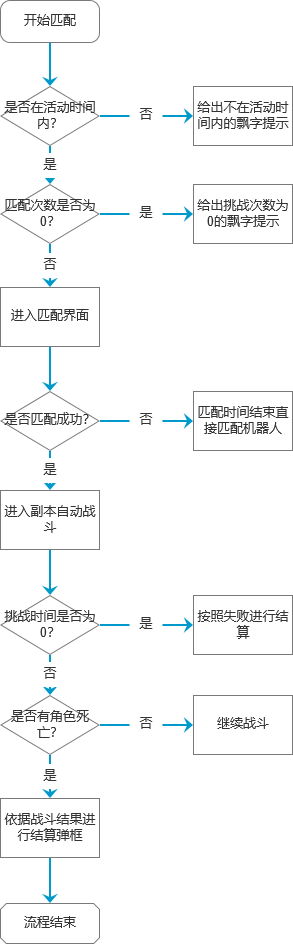 开始匹配
是否在活动时间
内？
否
给出不在活动时
间内的飘字提示
是
匹配次数是否为
0？
是
给出挑战次数为
0的飘字提示
否
进入匹配界面
是否匹配成功？
否
匹配时间结束直
接匹配机器人
是
进入副本自动战
斗
挑战时间是否为
0？
是
按照失败进行结
算
否
是否有角色死
亡？
否
继续战斗
是
依据战斗结果进
行结算弹框
流程结束